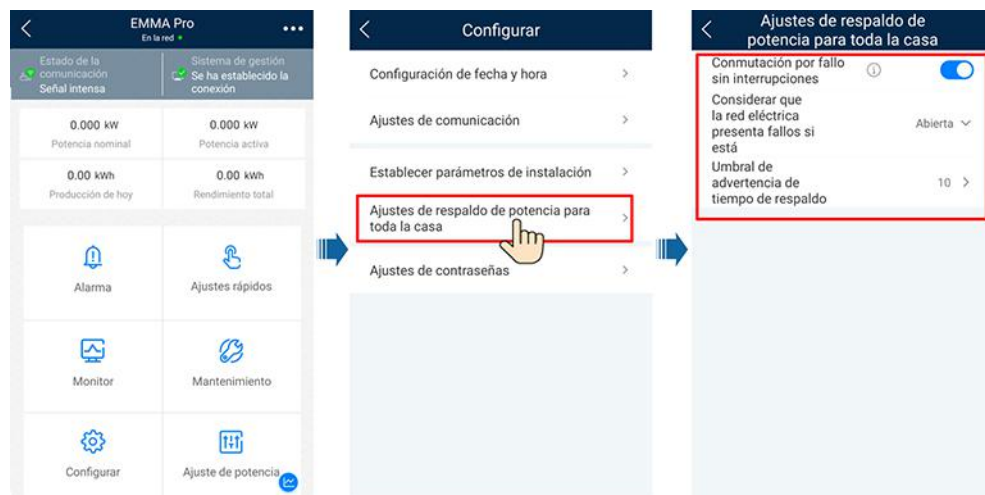 EMMA Pro
En la red
Estado de la
comunicación
Señal intensa
Sistema de gestión
Se ha establecido la
conexión
0.000 kW
Potencia nominal
0.000 kW
Potencia activa
0.00 kWh
Producción de hoy
0.00 kWh
Rendimiento total
Alarma
Ajustes rápidos
Monitor
Mantenimiento
Configurar
Ajuste de potencia
Configurar
Configuración de fecha y hora
Ajustes de comunicación
Establecer parámetros de instalación
Ajustes de respaldo de potencia para
toda la casa
Ajustes de contraseñas
Ajustes de respaldo de
potencia para toda la casa
Conmutación por fallo
sin interrupciones
Considerar que
la red eléctrica
presenta fallos si
está
Abierta
Umbral de
advertencia de
tiempo de respaldo
10